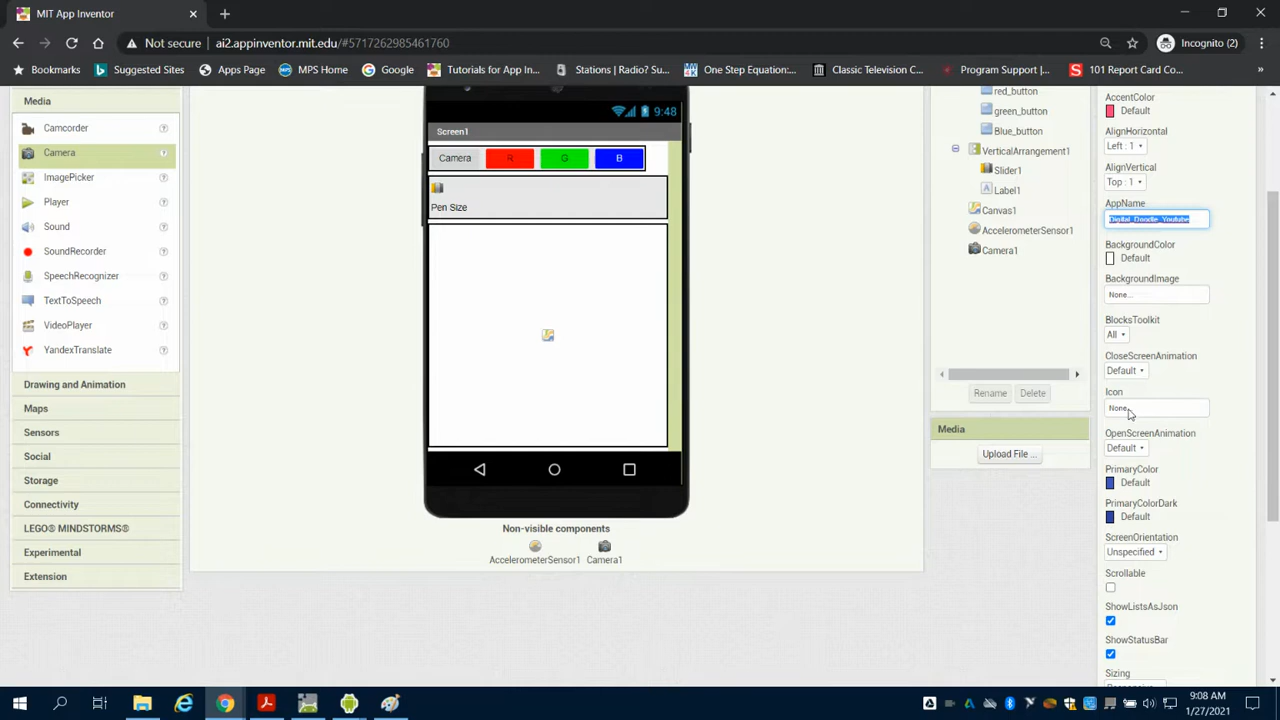 MIT App Inventor
Not secure
ai2.appinventor.mit.edu/#5717262985461760
Incognito (2)
Bookmarks
Suggested Sites
Apps Page
MPS Home
Google
Tutorials for App In...
Stations | Radio? Su...
One Step Equation:...
Classic Television C...
Program Support |...
101 Report Card Co...
»
Media
Camcorder
Camera
ImagePicker
Player
Sound
SoundRecorder
SpeechRecognizer
TextToSpeech
VideoPlayer
YandexTranslate
Drawing and Animation
Maps
Sensors
Social
Storage
Connectivity
LEGO® MINDSTORMS®
Experimental
Extension
9:48
Screen1
Camera
R
G
B
Pen Size
Non-visible components
AccelerometerSensor1
Camera1
red_button
green_button
Blue_button
VerticalArrangement1
Slider1
Label1
Canvas1
AccelerometerSensor1
Camera1
Rename
Delete
Media
Upload File ...
AccentColor
Default
AlignHorizontal
Left : 1
AlignVertical
Top : 1
AppName
Digital_Doodle_Youtube
BackgroundColor
Default
BackgroundImage
None...
BlocksToolkit
All
CloseScreenAnimation
Default
Icon
None...
OpenScreenAnimation
Default
PrimaryColor
Default
PrimaryColorDark
Default
ScreenOrientation
Unspecified
Scrollable
ShowListsAsJson
ShowStatusBar
Sizing
9:08 AM
1/27/2021